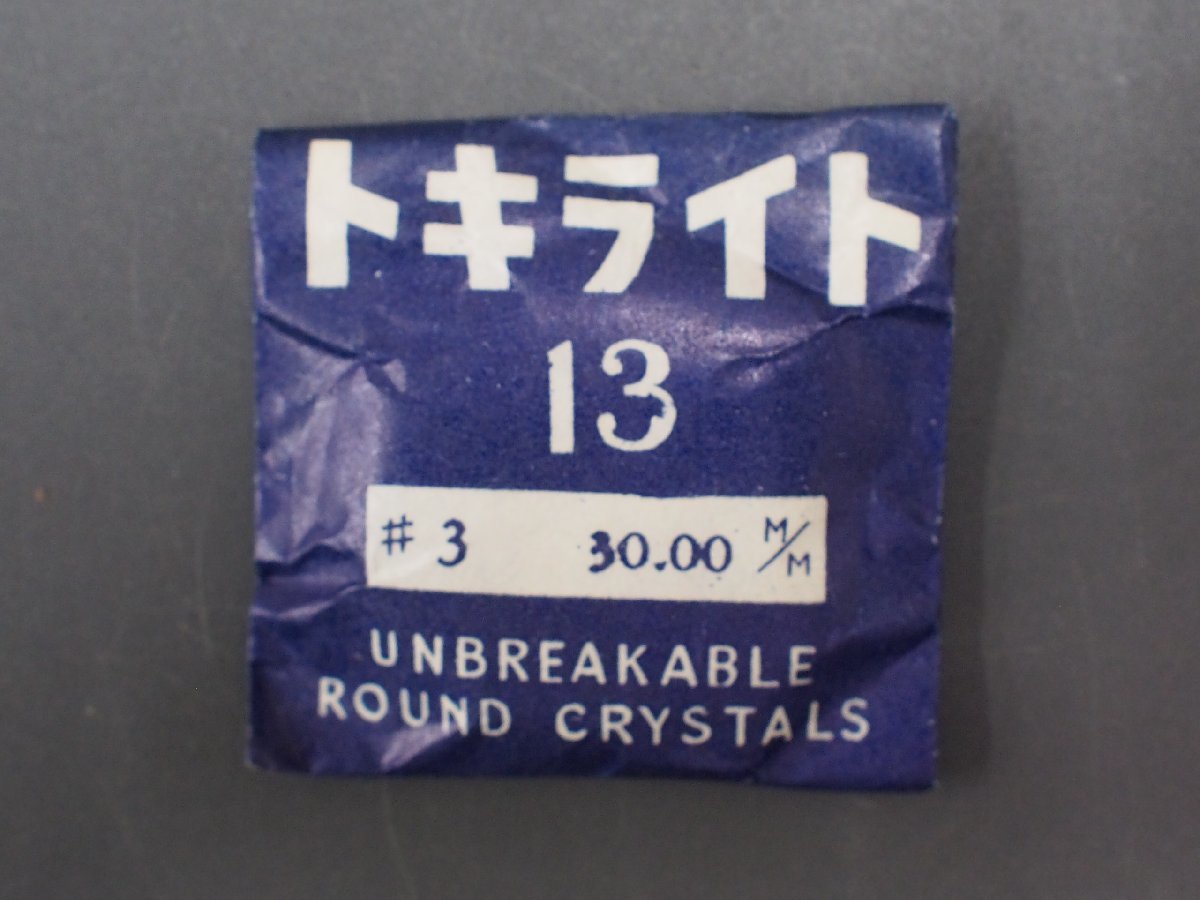 トキライト
13
# 3 30.00 M/M
UNBREAKABLE
ROUND CRYSTALS